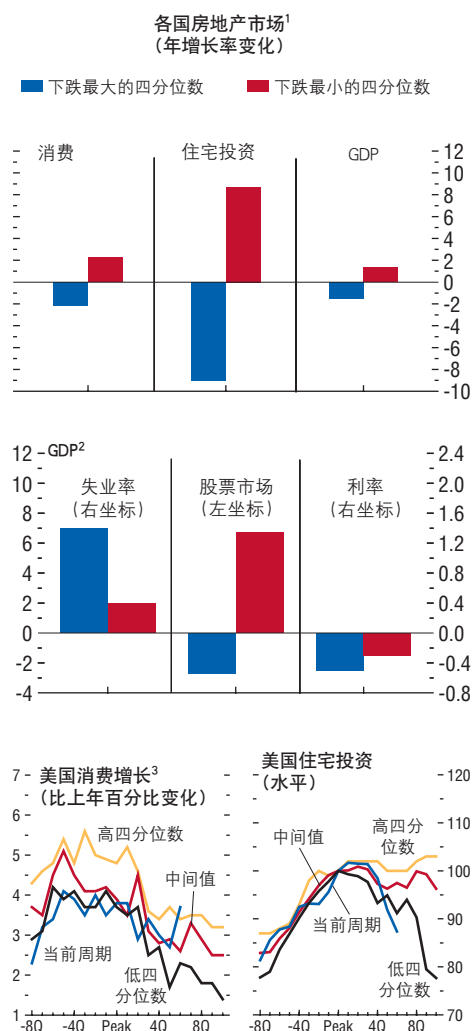 各国房地产市场¹
（年增长率变化）
下跌最大的四分位数 下跌最小的四分位数
消费 住宅投资 GDP
12
10
8
6
4
2
0
-2
-4
-6
-8
-10
GDP²
失业率 股票市场 利率
（右坐标） （左坐标） （右坐标）
12 2.4
10 2.0
8 1.6
6 1.2
4 0.8
2 0.4
0 0.0
-2 -0.4
-4 -0.8
美国消费增长³
（比上年百分比变化）
7
6
5
4
3
2
1
高四分位数
中间值
当前周期
低四
分位数
-80 -40 Peak 40 80
美国住宅投资
（水平）
120
110
100
90
80
70
高四分
位数
中间值
当前周期
低四
分位数
-80 -40 Peak 40 80